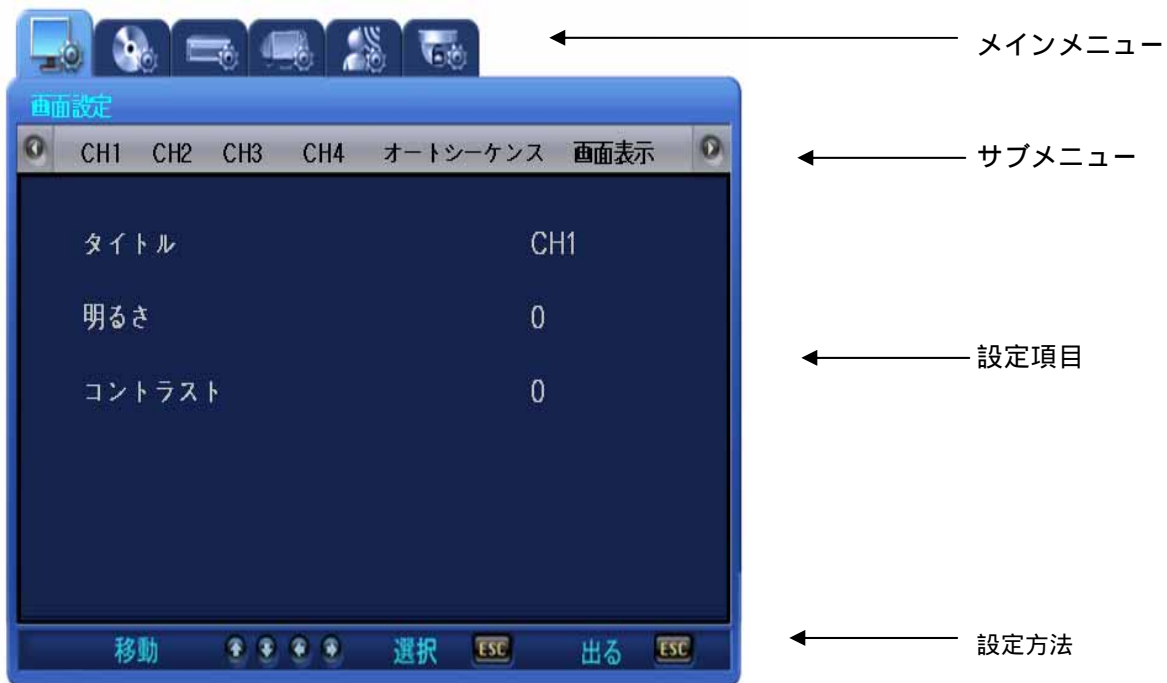 メインメニュー
画面設定
CH1 CH2 CH3 CH4 オートシーケンス 画面表示
サブメニュー
タイトル CH1
明るさ 0
コントラスト 0
設定項目
移動 選択 ESC 出る ESC
設定方法